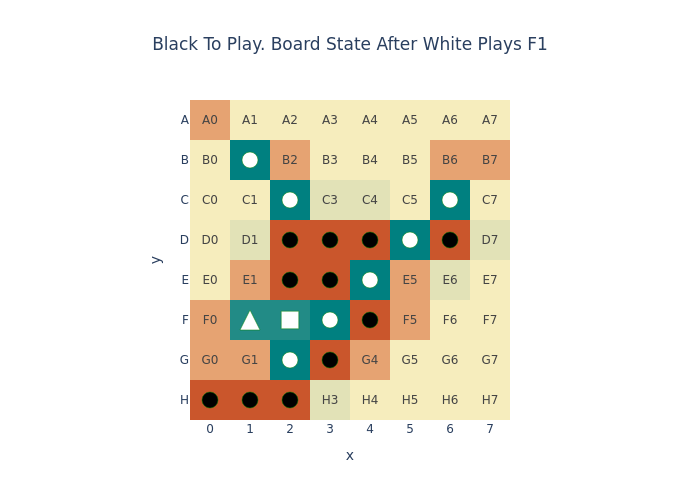 Black To Play. Board State After White Plays F1
A A0 A1 A2 A3 A4 A5 A6 A7
B B0 B2 B3 B4 B5 B6 B7
C C0 C1 C3 C4 C5 C7
D D0 D1 D7
y
E E0 E1 E5 E6 E7
F F0 F5 F6 F7
G G0 G1 G4 G5 G6 G7
H H3 H4 H5 H6 H7
0 1 2 3 4 5 6 7
x